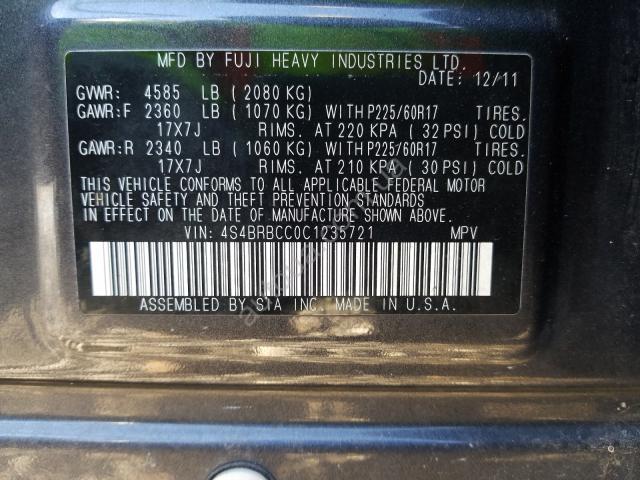 MFD BY FUJI HEAVY INDUSTRIES LTD.
DATE: 12/11
GVWR: 4585 LB (2080 KG)
GAWR:F 2360 LB (1070 KG) WITH P225/60R17 TIRES.
17X7J RIMS. AT 220 KPA (32 PSI) COLD
GAWR:R 2340 LB (1060 KG) WITH P225/60R17 TIRES.
17X7J RIMS. AT 210 KPA (30 PSI) COLD
THIS VEHICLE CONFORMS TO ALL APPLICABLE FEDERAL MOTOR
VEHICLE SAFETY AND THEFT PREVENTION STANDARDS
IN EFFECT ON THE DATE OF MANUFACTURE SHOWN ABOVE.
VIN: 4S4BRBCC0C1235721 MPV
ASSEMBLED BY SIA INC. MADE IN U.S.A.